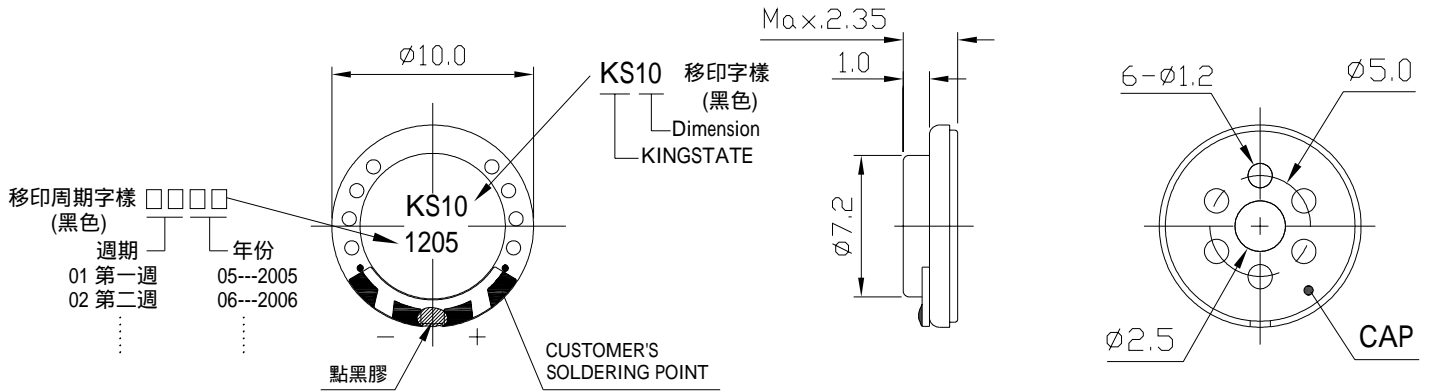 Max.2.35
1.0
ø10.0
KS10 移印字樣
(黑色)
Dimension
KINGSTATE
6-ø1.2
ø5.0
移印周期字樣 □□□□
(黑色)
週期 年份
01 第一週 05---2005
02 第二週 06---2006
KS10
1205
ø7.2
ø2.5
CAP
− +
點黑膠
CUSTOMER'S
SOLDERING POINT